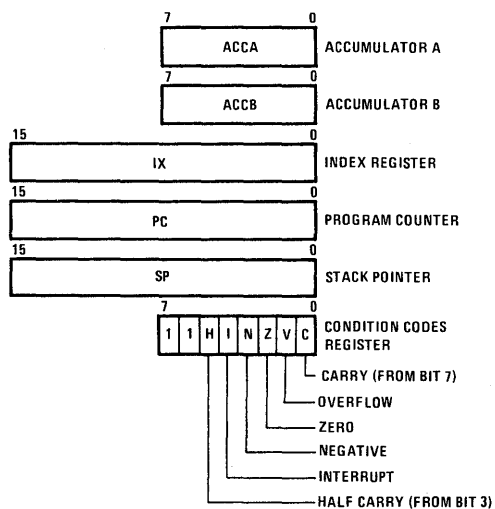 7 0
ACCA ACCUMULATOR A
7 0
ACCB ACCUMULATOR B
15 0
IX INDEX REGISTER
15 0
PC PROGRAM COUNTER
15 0
SP STACK POINTER
7 0
1 1 H I N Z V C CONDITION CODES
REGISTER
CARRY (FROM BIT 7)
OVERFLOW
ZERO
NEGATIVE
INTERRUPT
HALF CARRY (FROM BIT 3)